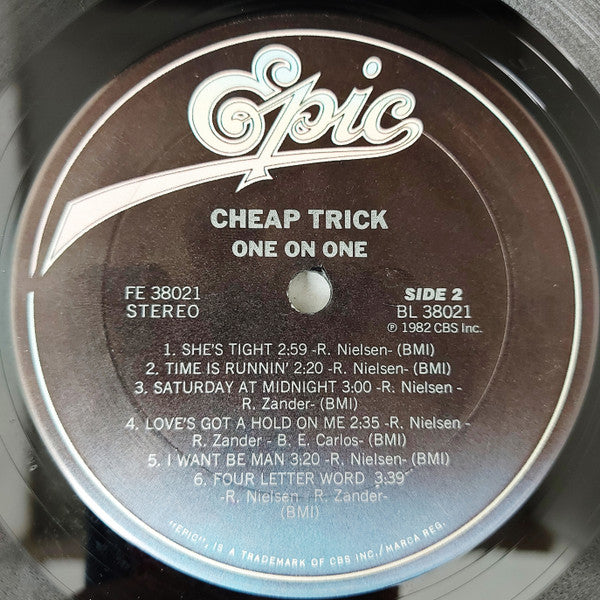 Epic
CHEAP TRICK
ONE ON ONE
FE 38021
STEREO
SIDE 2
BL 38021
℗ 1982 CBS Inc.
1. SHE'S TIGHT 2:59 -R. Nielsen- (BMI)
2. TIME IS RUNNIN' 2:20 -R. Nielsen- (BMI)
3. SATURDAY AT MIDNIGHT 3:00 -R. Nielsen -
R. Zander- (BMI)
4. LOVE'S GOT A HOLD ON ME 2:35 -R. Nielsen -
R. Zander - B. E. Carlos- (BMI)
5. I WANT BE MAN 3:20 -R. Nielsen- (BMI)
6. FOUR LETTER WORD 3:39
-R. Nielsen - R. Zander-
(BMI)
"EPIC", IS A TRADEMARK OF CBS INC./MARCA REG.